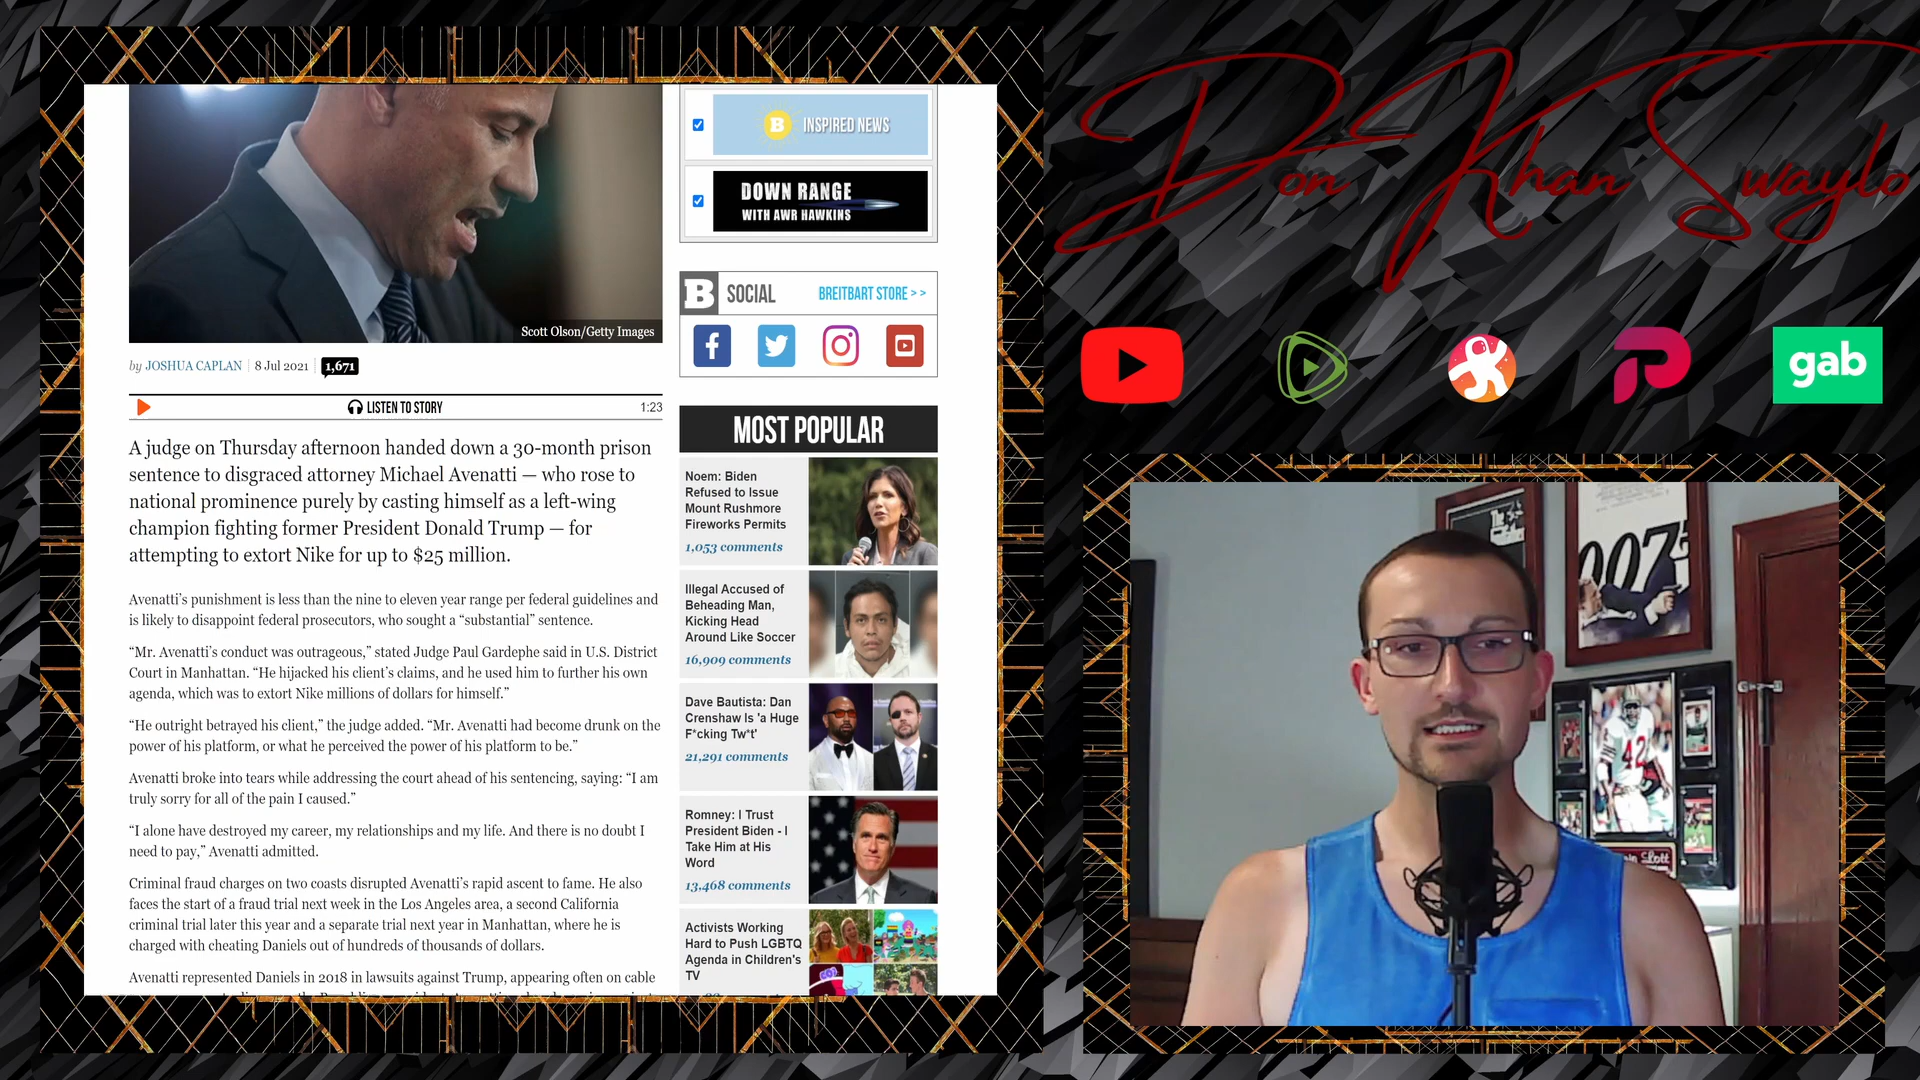 Scott Olson/Getty Images
by JOSHUA CAPLAN | 8 Jul 2021 | 1,671
LISTEN TO STORY 1:23
A judge on Thursday afternoon handed down a 30-month prison
sentence to disgraced attorney Michael Avenatti — who rose to
national prominence purely by casting himself as a left-wing
champion fighting former President Donald Trump — for
attempting to extort Nike for up to $25 million.
Avenatti’s punishment is less than the nine to eleven year range per federal guidelines and
is likely to disappoint federal prosecutors, who sought a “substantial” sentence.
“Mr. Avenatti’s conduct was outrageous,” stated Judge Paul Gardephe said in U.S. District
Court in Manhattan. “He hijacked his client’s claims, and he used him to further his own
agenda, which was to extort Nike millions of dollars for himself.”
“He outright betrayed his client,” the judge added. “Mr. Avenatti had become drunk on the
power of his platform, or what he perceived the power of his platform to be.”
Avenatti broke into tears while addressing the court ahead of his sentencing, saying: “I am
truly sorry for all of the pain I caused.”
“I alone have destroyed my career, my relationships and my life. And there is no doubt I
need to pay,” Avenatti admitted.
Criminal fraud charges on two coasts disrupted Avenatti’s rapid ascent to fame. He also
faces the start of a fraud trial next week in the Los Angeles area, a second California
criminal trial later this year and a separate trial next year in Manhattan, where he is
charged with cheating Daniels out of hundreds of thousands of dollars.
Avenatti represented Daniels in 2018 in lawsuits against Trump, appearing often on cable
B INSPIRED NEWS
DOWN RANGE
WITH AWR HAWKINS
B SOCIAL BREITBART STORE > >
MOST POPULAR
Noem: Biden
Refused to Issue
Mount Rushmore
Fireworks Permits
1,053 comments
Illegal Accused of
Beheading Man,
Kicking Head
Around Like Soccer
16,909 comments
Dave Bautista: Dan
Crenshaw Is 'a Huge
F*cking Tw*t'
21,291 comments
Romney: I Trust
President Biden - I
Take Him at His
Word
13,468 comments
Activists Working
Hard to Push LGBTQ
Agenda in Children's
TV
Don Khan Swaylo
gab
007
42